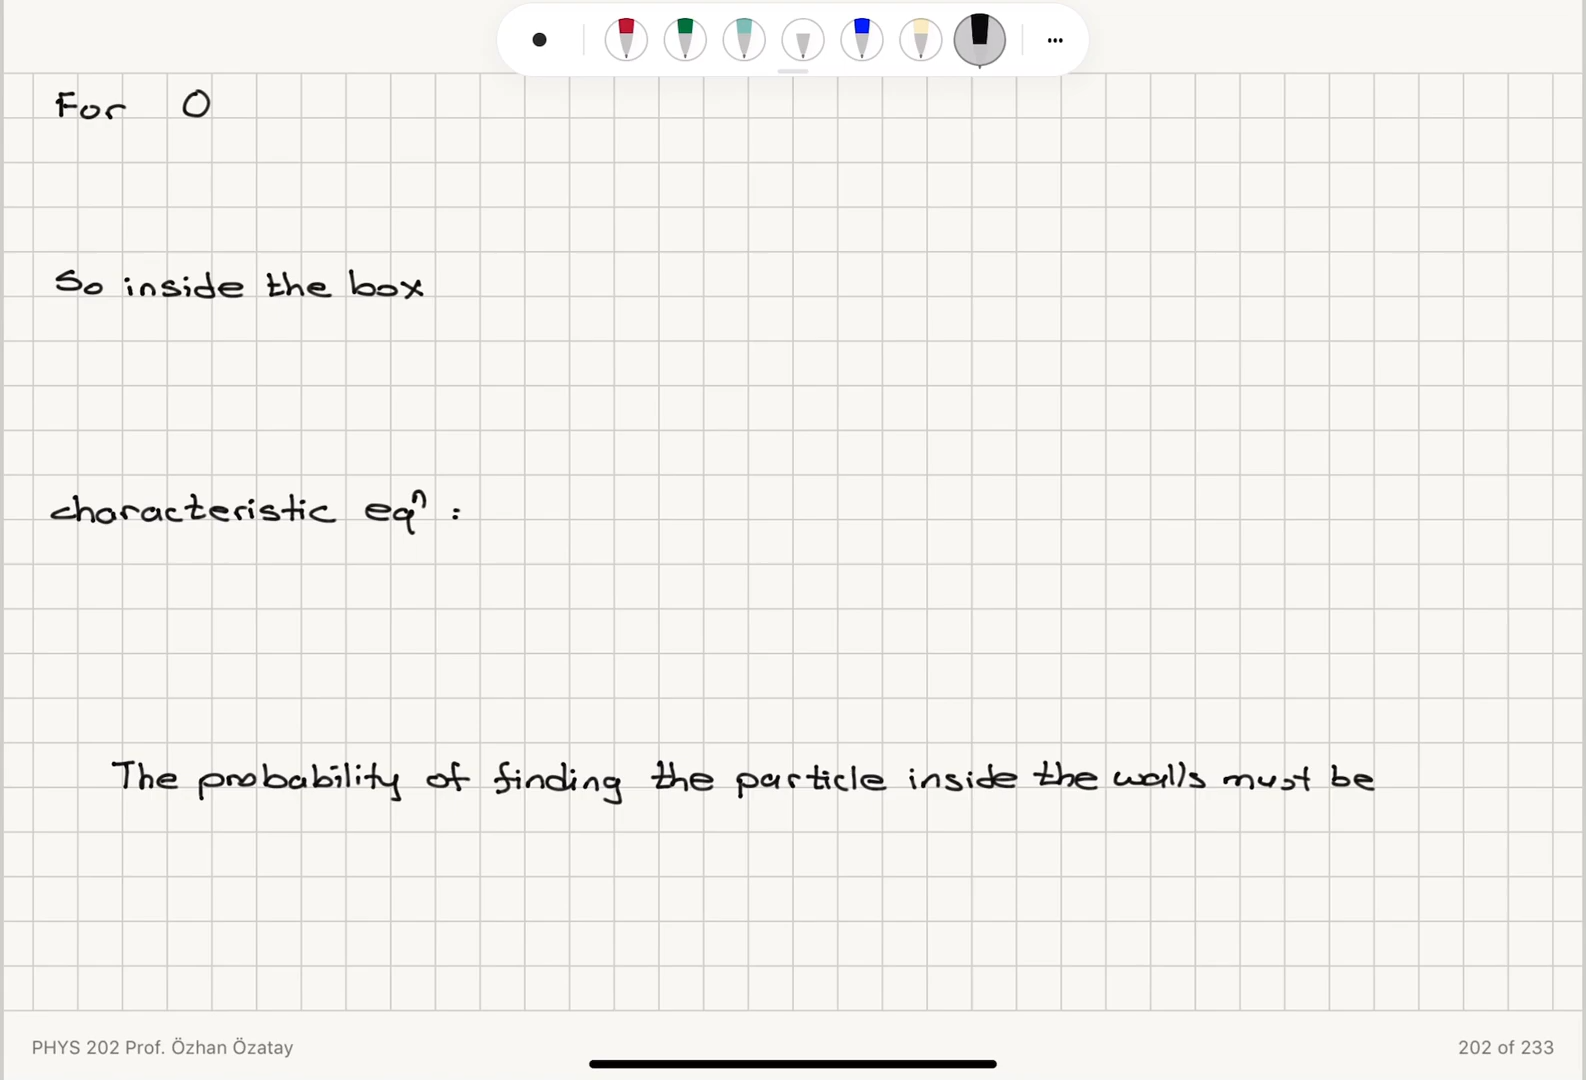 For 0
So inside the box
characteristic eqⁿ :
The probability of finding the particle inside the walls must be
PHYS 202 Prof. Özhan Özatay
202 of 233